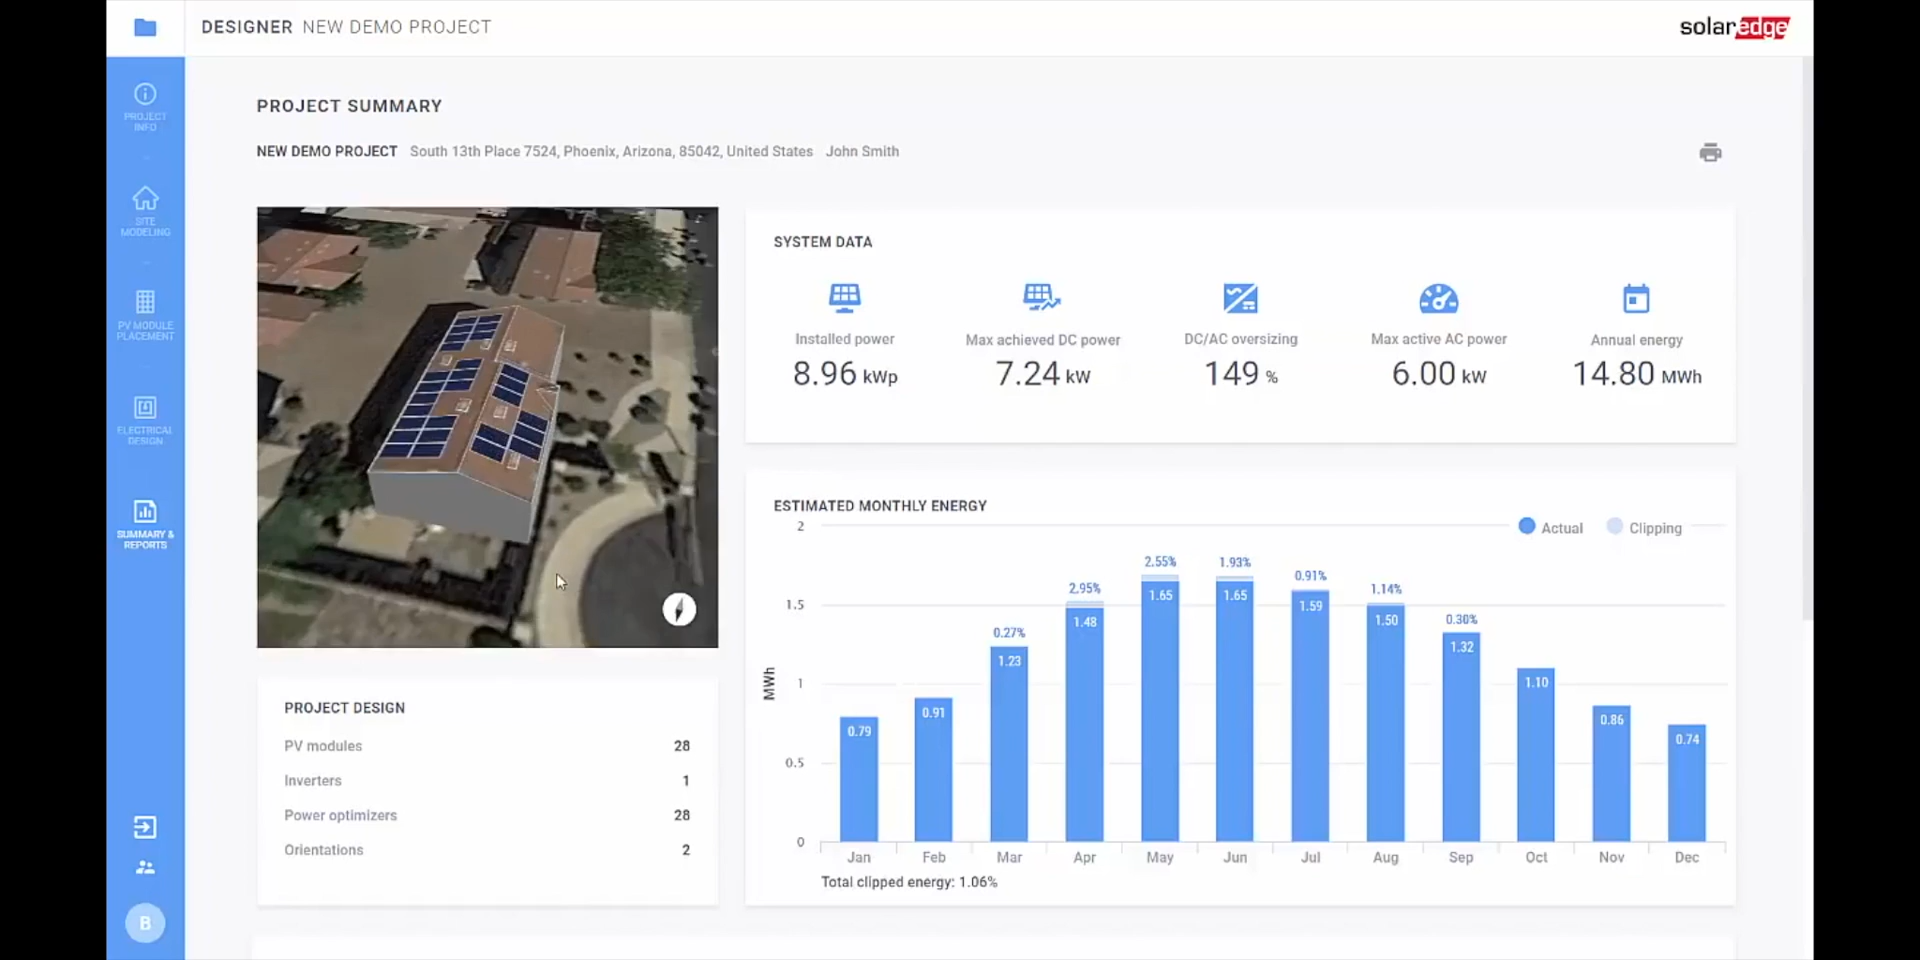 DESIGNER NEW DEMO PROJECT
solaredge
PROJECT INFO
SITE MODELING
PV MODULE PLACEMENT
ELECTRICAL DESIGN
SUMMARY & REPORTS
B
PROJECT SUMMARY
NEW DEMO PROJECT South 13th Place 7524, Phoenix, Arizona, 85042, United States John Smith
SYSTEM DATA
Installed power
8.96 kWp
Max achieved DC power
7.24 kW
DC/AC oversizing
149 %
Max active AC power
6.00 kW
Annual energy
14.80 MWh
PROJECT DESIGN
PV modules 28
Inverters 1
Power optimizers 28
Orientations 2
ESTIMATED MONTHLY ENERGY
Actual Clipping
MWh
2
1.5
1
0.5
0
2.55% 1.93%
2.95% 0.91% 1.14%
0.27% 0.30%
0.79 0.91 1.23 1.48 1.65 1.65 1.59 1.50 1.32 1.10 0.86 0.74
Jan Feb Mar Apr May Jun Jul Aug Sep Oct Nov Dec
Total clipped energy: 1.06%